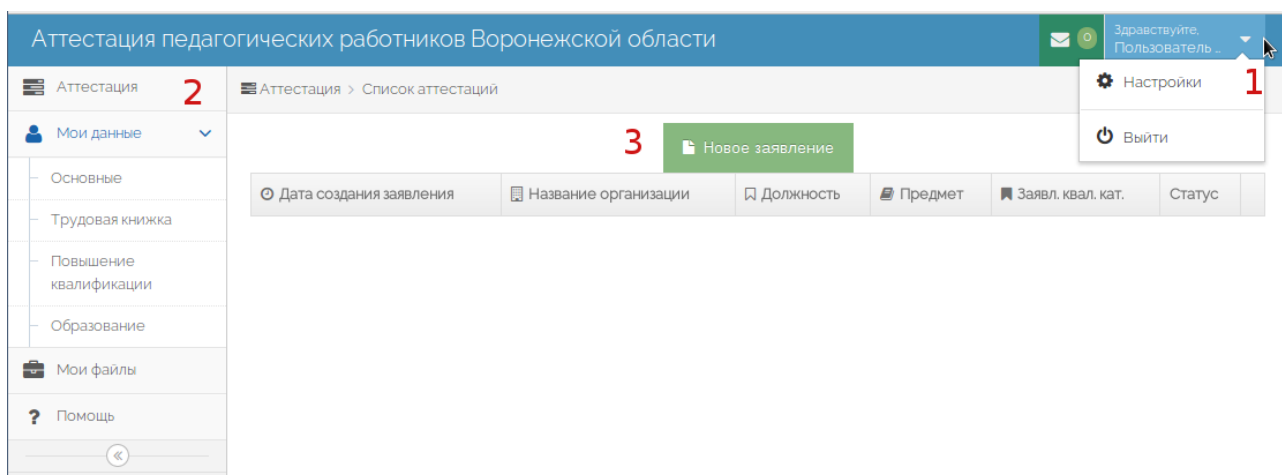 Аттестация педагогических работников Воронежской области
0
Здравствуйте,
Пользователь ..
Настройки
1
Выйти
Аттестация
2
Мои данные
Основные
Трудовая книжка
Повышение
квалификации
Образование
Мои файлы
? Помощь
Аттестация > Список аттестаций
3
Новое заявление
Дата создания заявления Название организации Должность Предмет Заявл. квал. кат. Статус